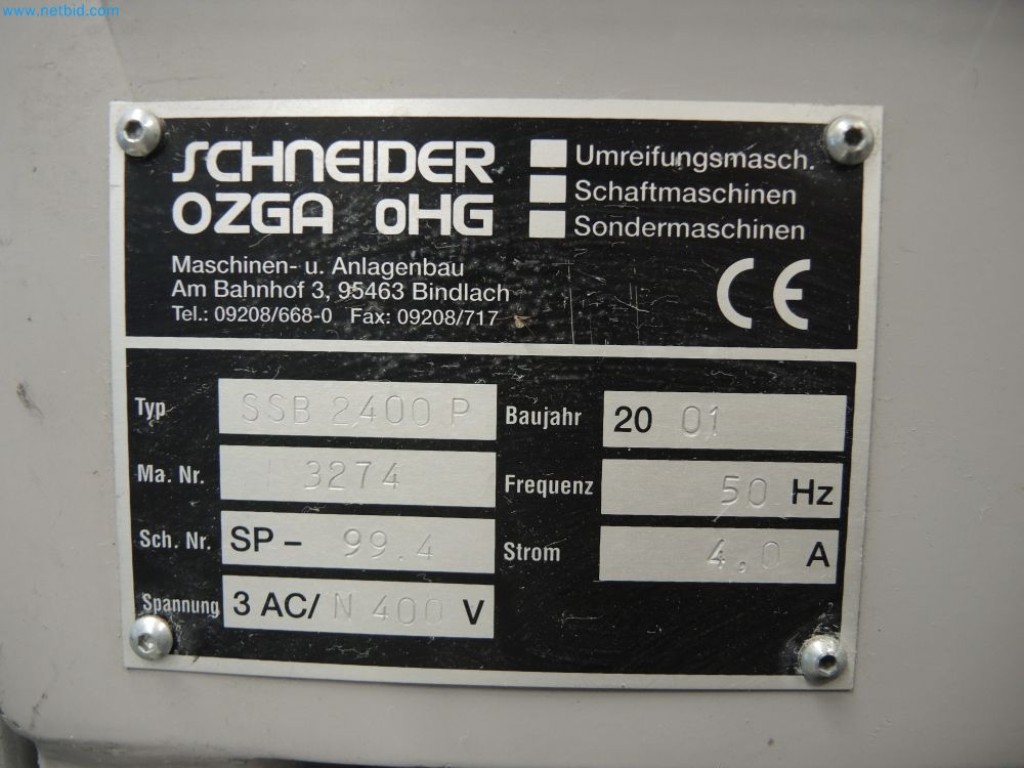 www.netbid.com
SCHNEIDER
OZGA oHG
Umreifungsmasch.
Schaftmaschinen
Sondermaschinen
Maschinen- u. Anlagenbau
Am Bahnhof 3, 95463 Bindlach
Tel.: 09208/668-0 Fax: 09208/717
CE
Typ SSB 2400 P
Baujahr 20 01
Ma. Nr. 3274
Frequenz 50 Hz
Sch. Nr. SP- 99.4
Strom 4,0 A
Spannung 3 AC/ N 400 V